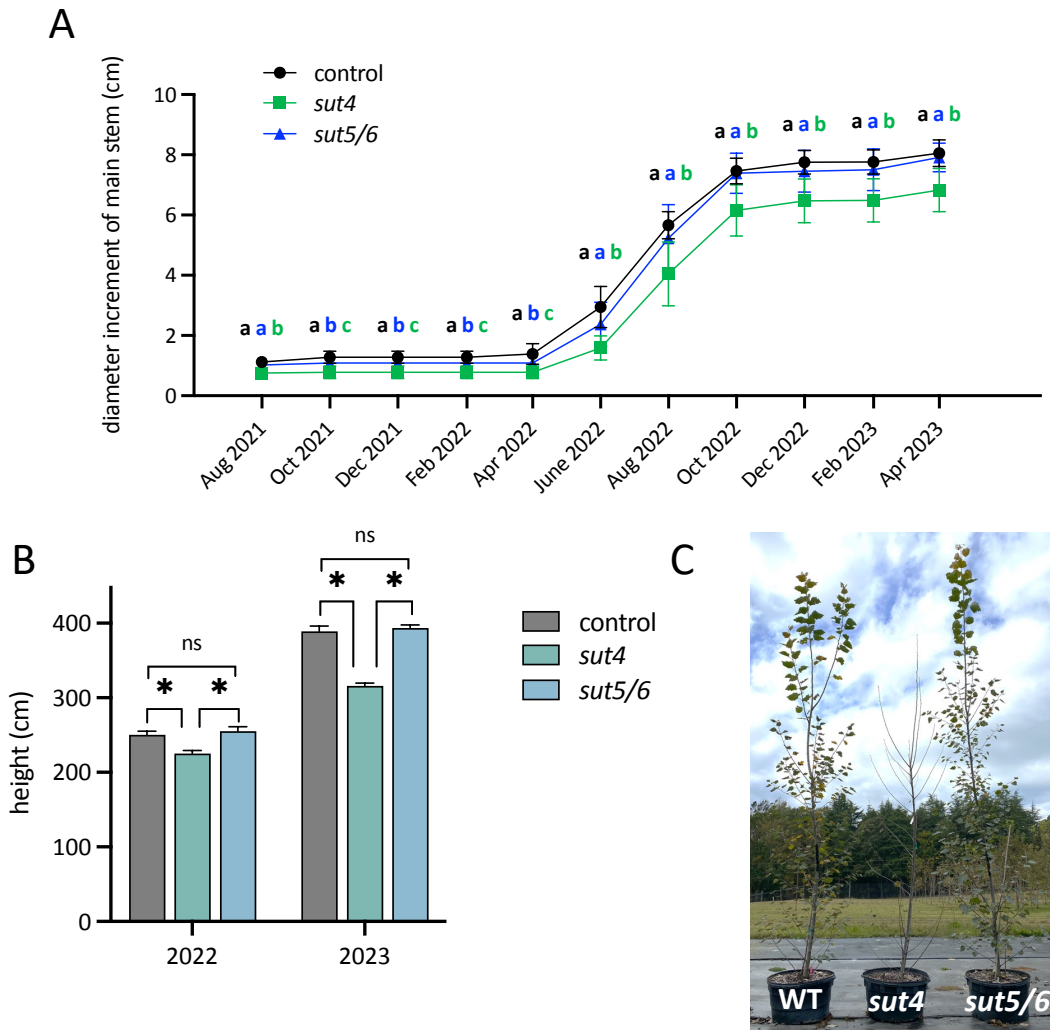 A
control
sut4
sut5/6
diameter increment of main stem (cm)
10
8
6
4
2
0
a a b
a b c
a b c
a b c
a b c
a a b
a a b
a a b
a a b
a a b
a a b
Aug 2021
Oct 2021
Dec 2021
Feb 2022
Apr 2022
June 2022
Aug 2022
Oct 2022
Dec 2022
Feb 2023
Apr 2023
B
height (cm)
400
300
200
100
0
ns
* *
ns
* *
2022
2023
control
sut4
sut5/6
C
WT
sut4
sut5/6